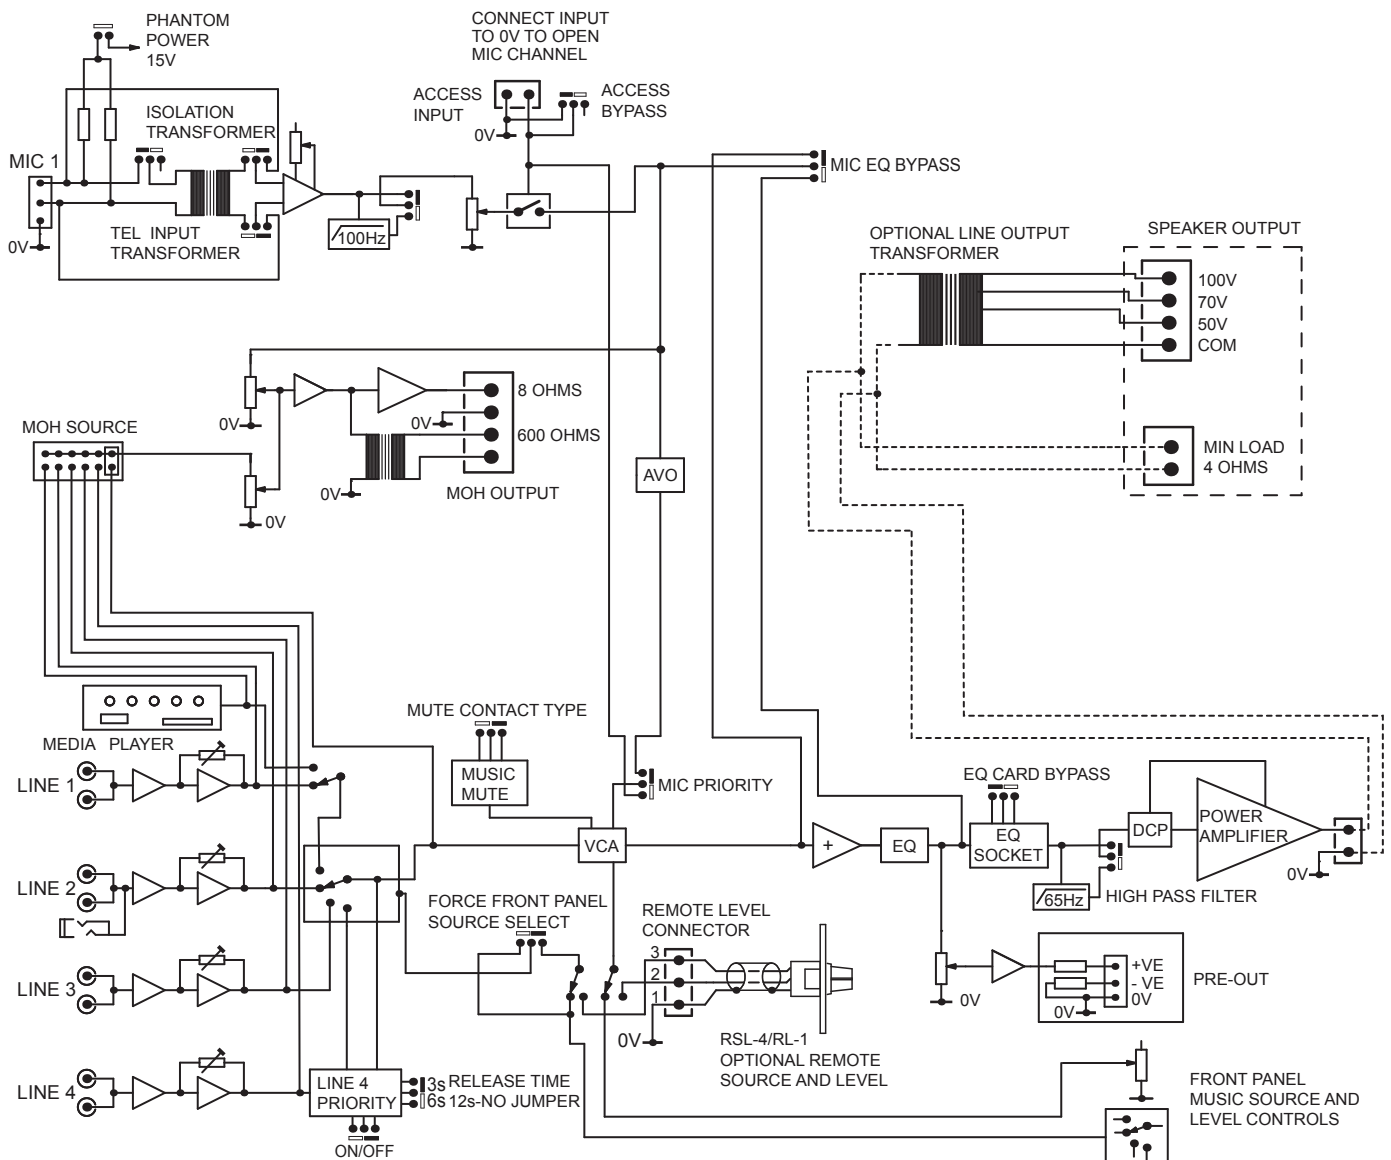 PHANTOM
POWER
15V
CONNECT INPUT
TO 0V TO OPEN
MIC CHANNEL
ACCESS
INPUT
ACCESS
BYPASS
0V
ISOLATION
TRANSFORMER
MIC 1
TEL INPUT
TRANSFORMER
0V
100Hz
MIC EQ BYPASS
OPTIONAL LINE OUTPUT
TRANSFORMER
SPEAKER OUTPUT
100V
70V
50V
COM
MIN LOAD
4 OHMS
8 OHMS
0V
0V
600 OHMS
MOH SOURCE
0V
MOH OUTPUT
0V
AVO
MEDIA PLAYER
MUTE CONTACT TYPE
MUSIC
MUTE
MIC PRIORITY
LINE 1
VCA
+
EQ
EQ CARD BYPASS
EQ
SOCKET
DCP
POWER
AMPLIFIER
0V
65Hz
HIGH PASS FILTER
LINE 2
FORCE FRONT PANEL
SOURCE SELECT
REMOTE LEVEL
CONNECTOR
3
2
1
0V
RSL-4/RL-1
OPTIONAL REMOTE
SOURCE AND LEVEL
0V
+VE
- VE
0V
0V
PRE-OUT
LINE 3
LINE 4
LINE 4
PRIORITY
3s RELEASE TIME
6s 12s-NO JUMPER
ON/OFF
FRONT PANEL
MUSIC SOURCE AND
LEVEL CONTROLS